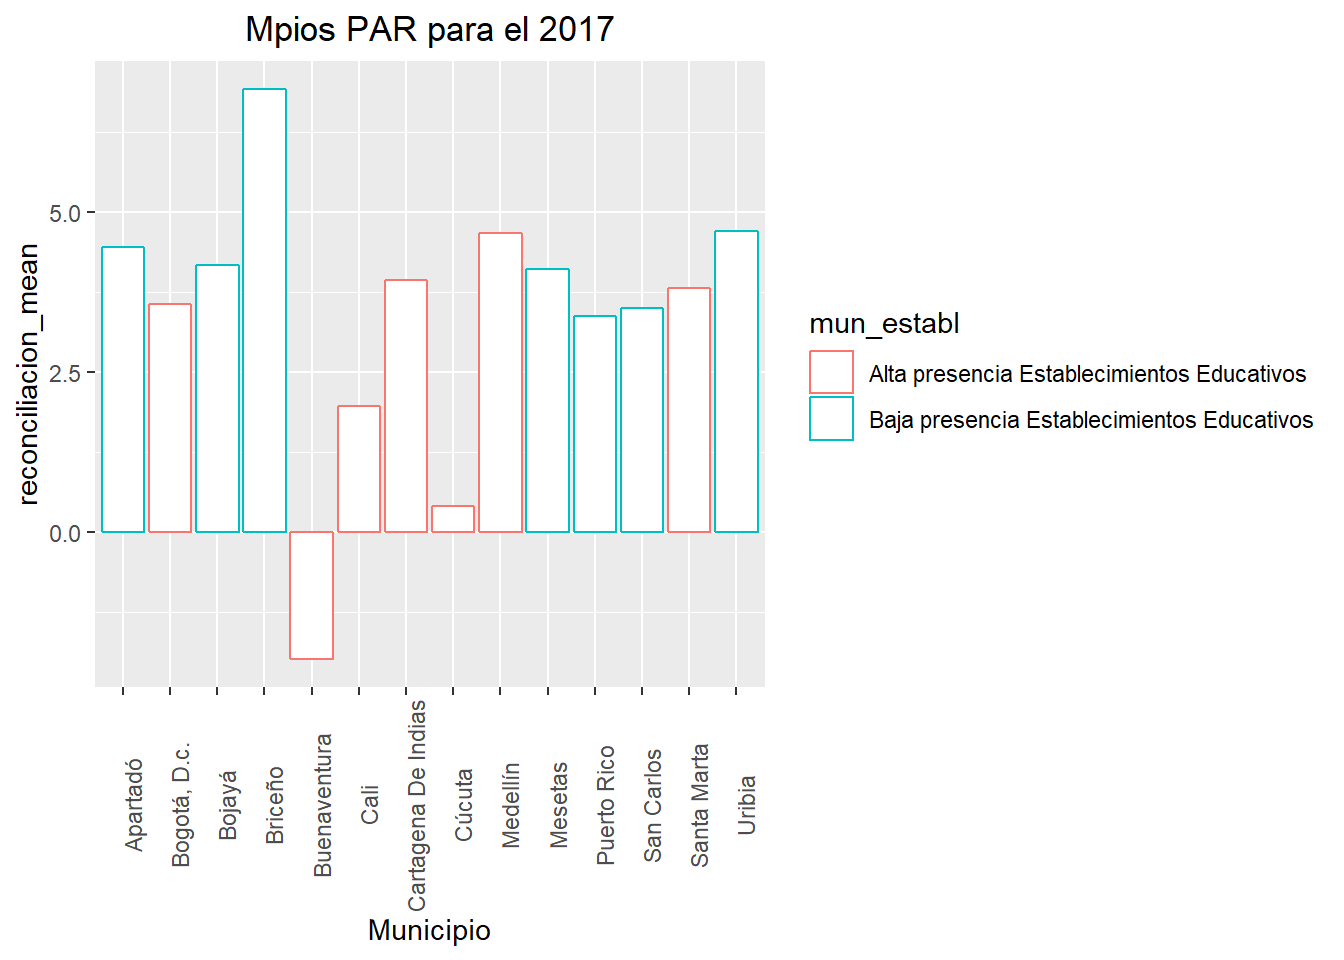 Mpios PAR para el 2017
reconciliacion_mean
5.0
2.5
0.0
Apartadó
Bogotá, D.c.
Bojayá
Briceño
Buenaventura
Cali
Cartagena De Indias
Cúcuta
Medellín
Mesetas
Puerto Rico
San Carlos
Santa Marta
Uribia
Municipio
mun_establ
Alta presencia Establecimientos Educativos
Baja presencia Establecimientos Educativos